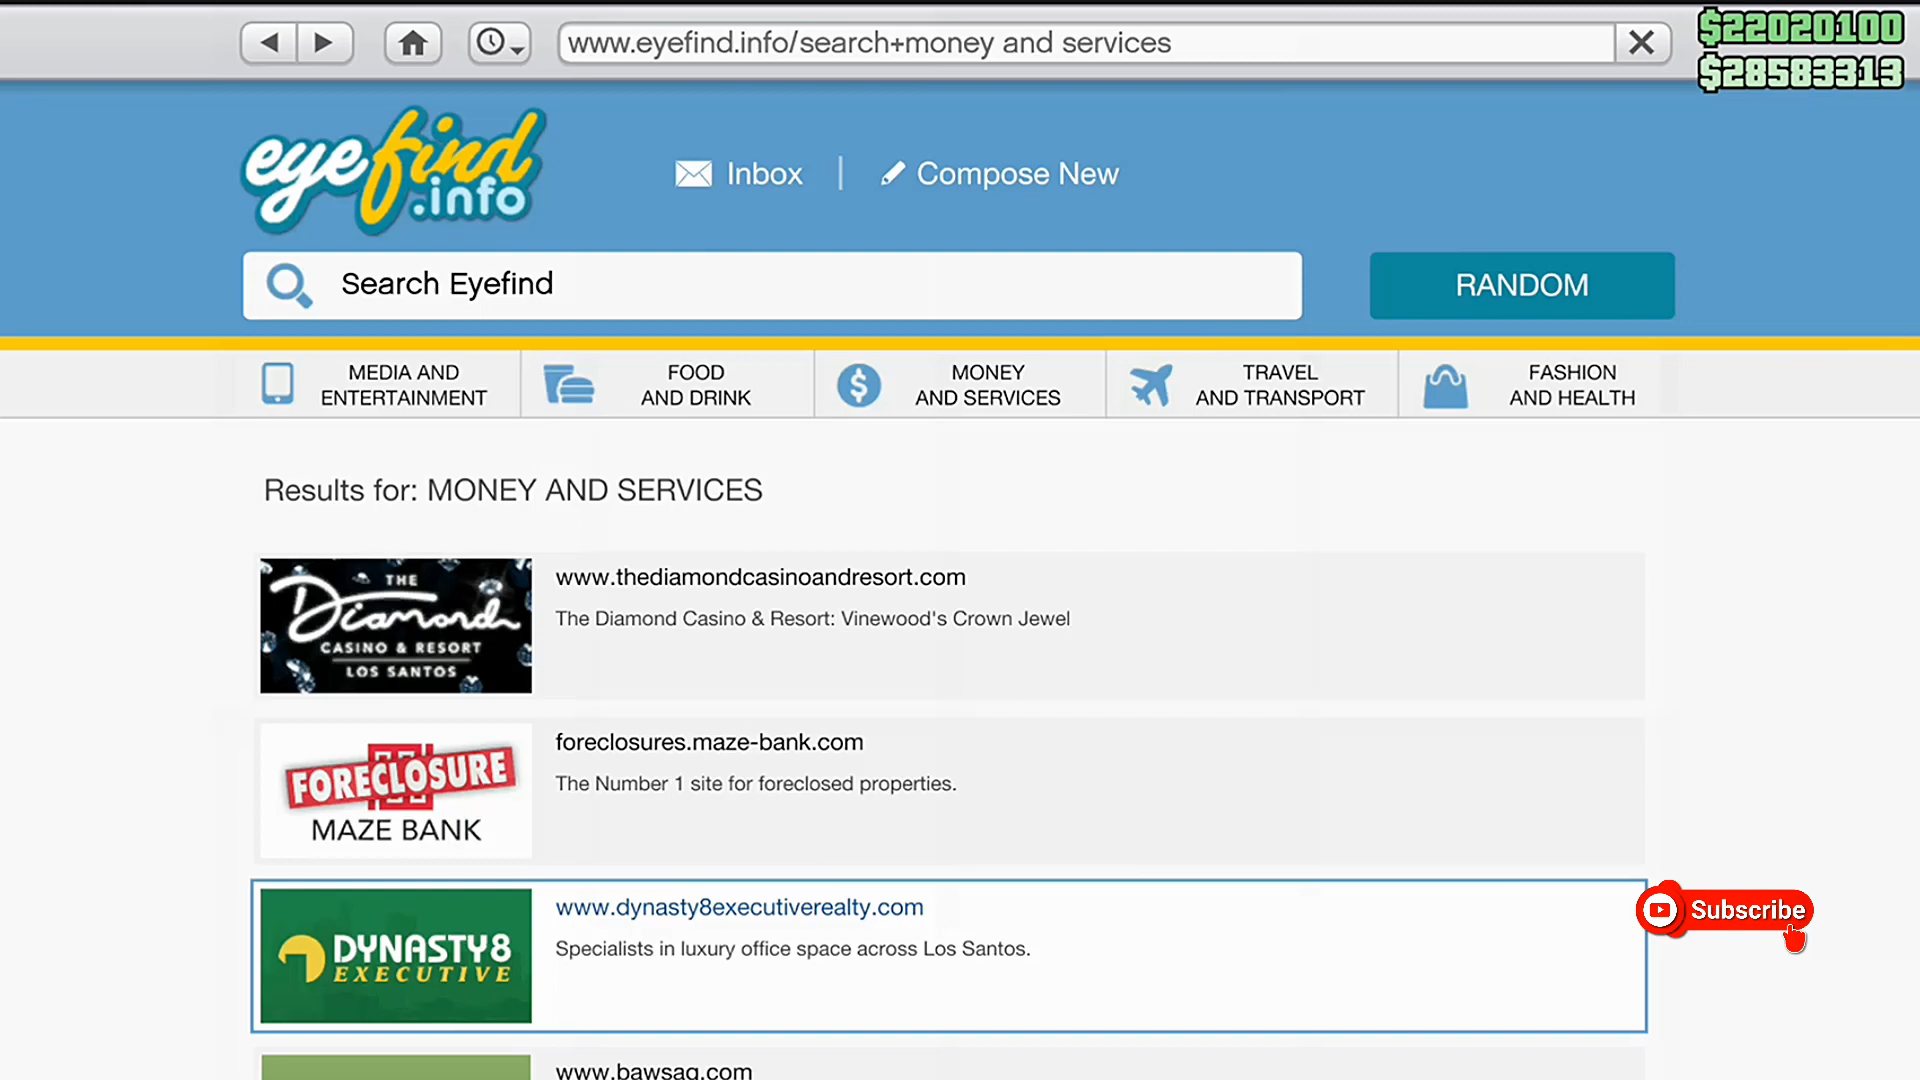 www.eyefind.info/search+money and services
$22020100
$28583313
eyefind
.info
Inbox
Compose New
Search Eyefind
RANDOM
MEDIA AND
ENTERTAINMENT
FOOD
AND DRINK
MONEY
AND SERVICES
TRAVEL
AND TRANSPORT
FASHION
AND HEALTH
Results for: MONEY AND SERVICES
THE
Diamond
CASINO & RESORT
LOS SANTOS
www.thediamondcasinoandresort.com
The Diamond Casino & Resort: Vinewood's Crown Jewel
FORECLOSURE
MAZE BANK
foreclosures.maze-bank.com
The Number 1 site for foreclosed properties.
DYNASTY8
EXECUTIVE
www.dynasty8executiverealty.com
Specialists in luxury office space across Los Santos.
Subscribe
www.bawsaq.com